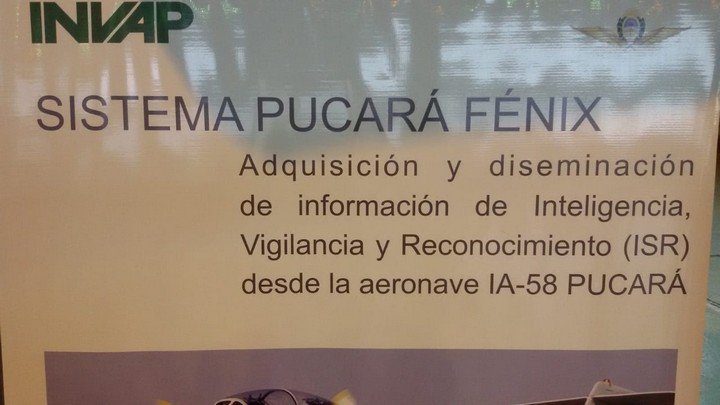 INVAP
SISTEMA PUCARÁ FÉNIX
Adquisición y diseminación
de información de Inteligencia,
Vigilancia y Reconocimiento (ISR)
desde la aeronave IA-58 PUCARÁ